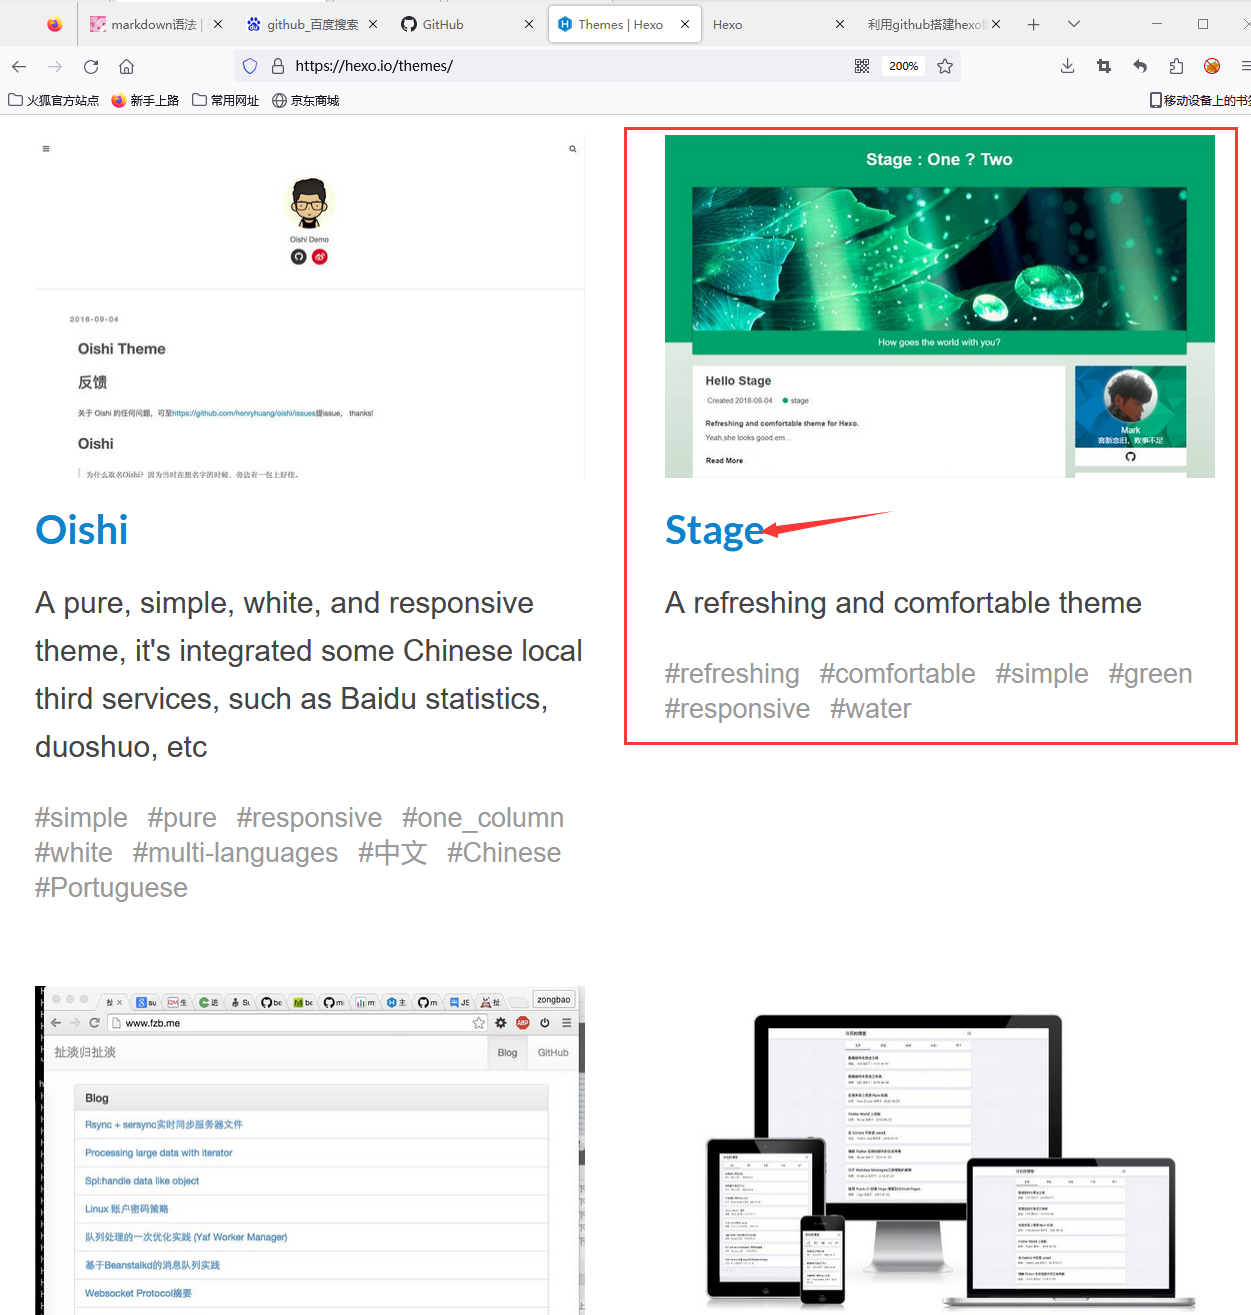 markdown语法 |
github_百度搜索
GitHub
Themes | Hexo
Hexo
利用github搭建hexo
https://hexo.io/themes/
200%
火狐官方站点
新手上路
常用网址
京东商城
移动设备上的书签
Oishi Demo
2016-09-04
Oishi Theme
反馈
关于 Oishi 的任何问题，可至https://github.com/henryhuang/oishi/issues提issue， thanks!
Oishi
为什么取名Oishi？因为当时在想名字的时候，旁边有一包上好佳。
Oishi
A pure, simple, white, and responsive
theme, it's integrated some Chinese local
third services, such as Baidu statistics,
duoshuo, etc
#simple #pure #responsive #one_column
#white #multi-languages #中文 #Chinese
#Portuguese
Stage : One ? Two
How goes the world with you?
Hello Stage
Created 2018-08-04 stage
Refreshing and comfortable theme for Hexo.
Yeah,she looks good.em...
Read More
Mark
喜新念旧，败事不足
Stage
A refreshing and comfortable theme
#refreshing #comfortable #simple #green
#responsive #water
zongbao
www.fzb.me
扯淡归扯淡
Blog
GitHub
Blog
Rsync + sersync实时同步服务器文件
Processing large data with iterator
Spl:handle data like object
Linux 账户密码策略
队列处理的一次优化实践 (Yaf Worker Manager)
基于Beanstalkd的消息队列实践
Websocket Protocol摘要